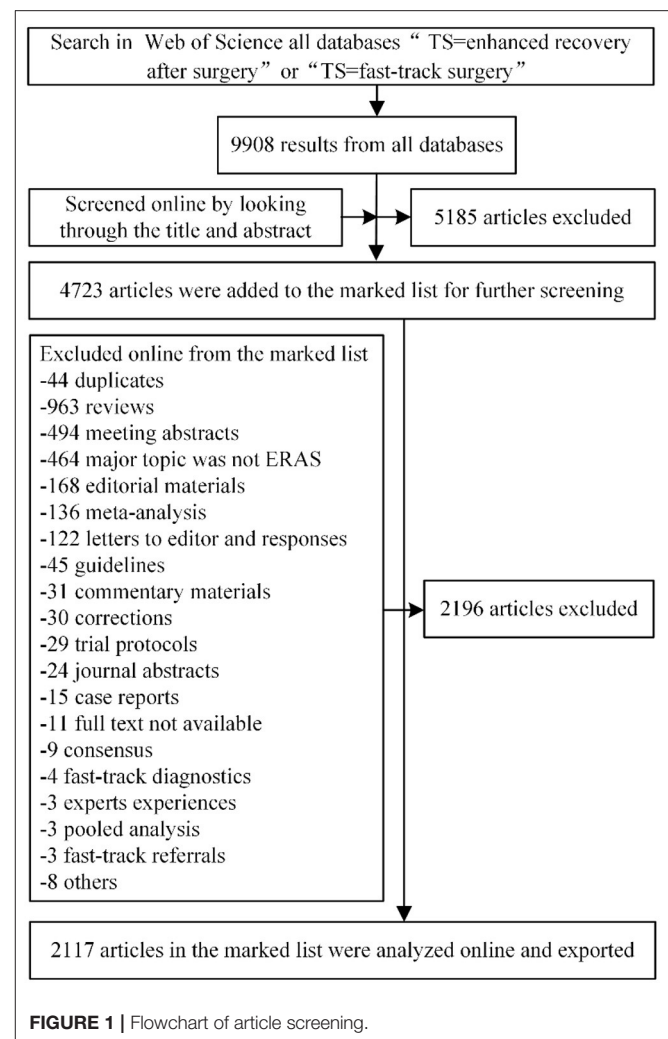 Search in Web of Science all databases “ TS=enhanced recovery
after surgery” or “TS=fast-track surgery”
9908 results from all databases
Screened online by looking
through the title and abstract
5185 articles excluded
4723 articles were added to the marked list for further screening
Excluded online from the marked list
-44 duplicates
-963 reviews
-494 meeting abstracts
-464 major topic was not ERAS
-168 editorial materials
-136 meta-analysis
-122 letters to editor and responses
-45 guidelines
-31 commentary materials
-30 corrections
-29 trial protocols
-24 journal abstracts
-15 case reports
-11 full text not available
-9 consensus
-4 fast-track diagnostics
-3 experts experiences
-3 pooled analysis
-3 fast-track referrals
-8 others
2196 articles excluded
2117 articles in the marked list were analyzed online and exported
FIGURE 1 | Flowchart of article screening.